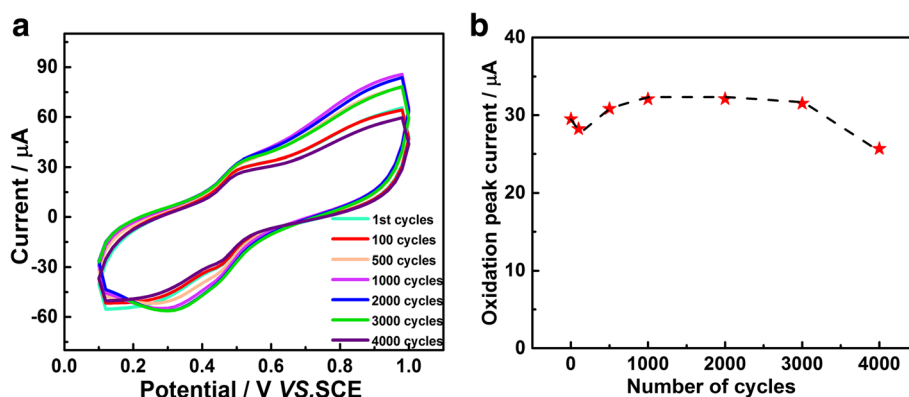 a
Current / μA
90
60
30
0
-30
-60
0.0 0.2 0.4 0.6 0.8 1.0
Potential / V VS.SCE
1st cycles
100 cycles
500 cycles
1000 cycles
2000 cycles
3000 cycles
4000 cycles
b
Oxidation peak current / μA
40
30
20
10
0
0 1000 2000 3000 4000
Number of cycles